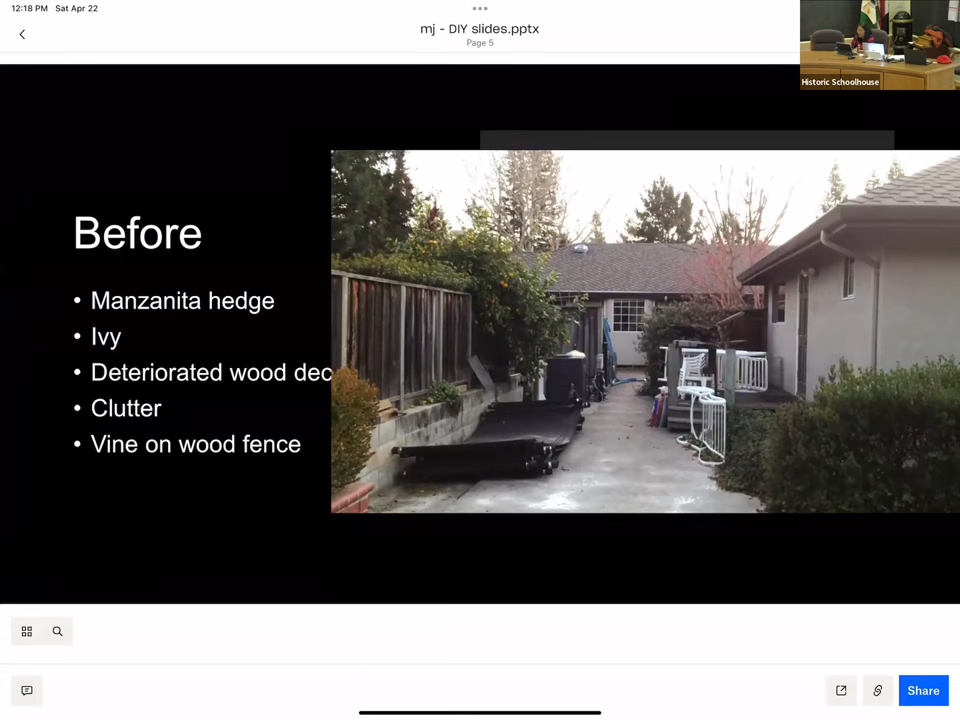 12:18 PM Sat Apr 22
mj - DIY slides.pptx
Page 5
Historic Schoolhouse
Before
• Manzanita hedge
• Ivy
• Deteriorated wood dec
• Clutter
• Vine on wood fence
Share